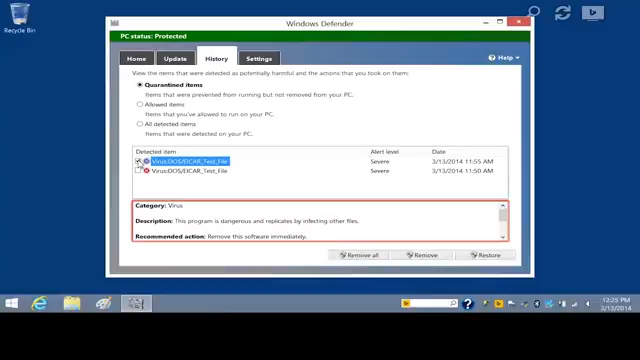 Windows Defender
PC status: Protected
Recycle Bin
Home
Update
History
Settings
Help
View the items that were detected as potentially harmful and the actions that you took on them:
Quarantined items
Items that were prevented from running but not removed from your PC.
Allowed items
Items that you've allowed to run on your PC.
All detected items
Items that were detected on your PC.
Detected item Alert level Date
Virus:DOS/EICAR_Test_File Severe 3/13/2014 11:55 AM
Virus:DOS/EICAR_Test_File Severe 3/13/2014 11:50 AM
Category: Virus
Description: This program is dangerous and replicates by infecting other files.
Recommended action: Remove this software immediately.
Remove all
Remove
Restore
12:25 PM
3/13/2014